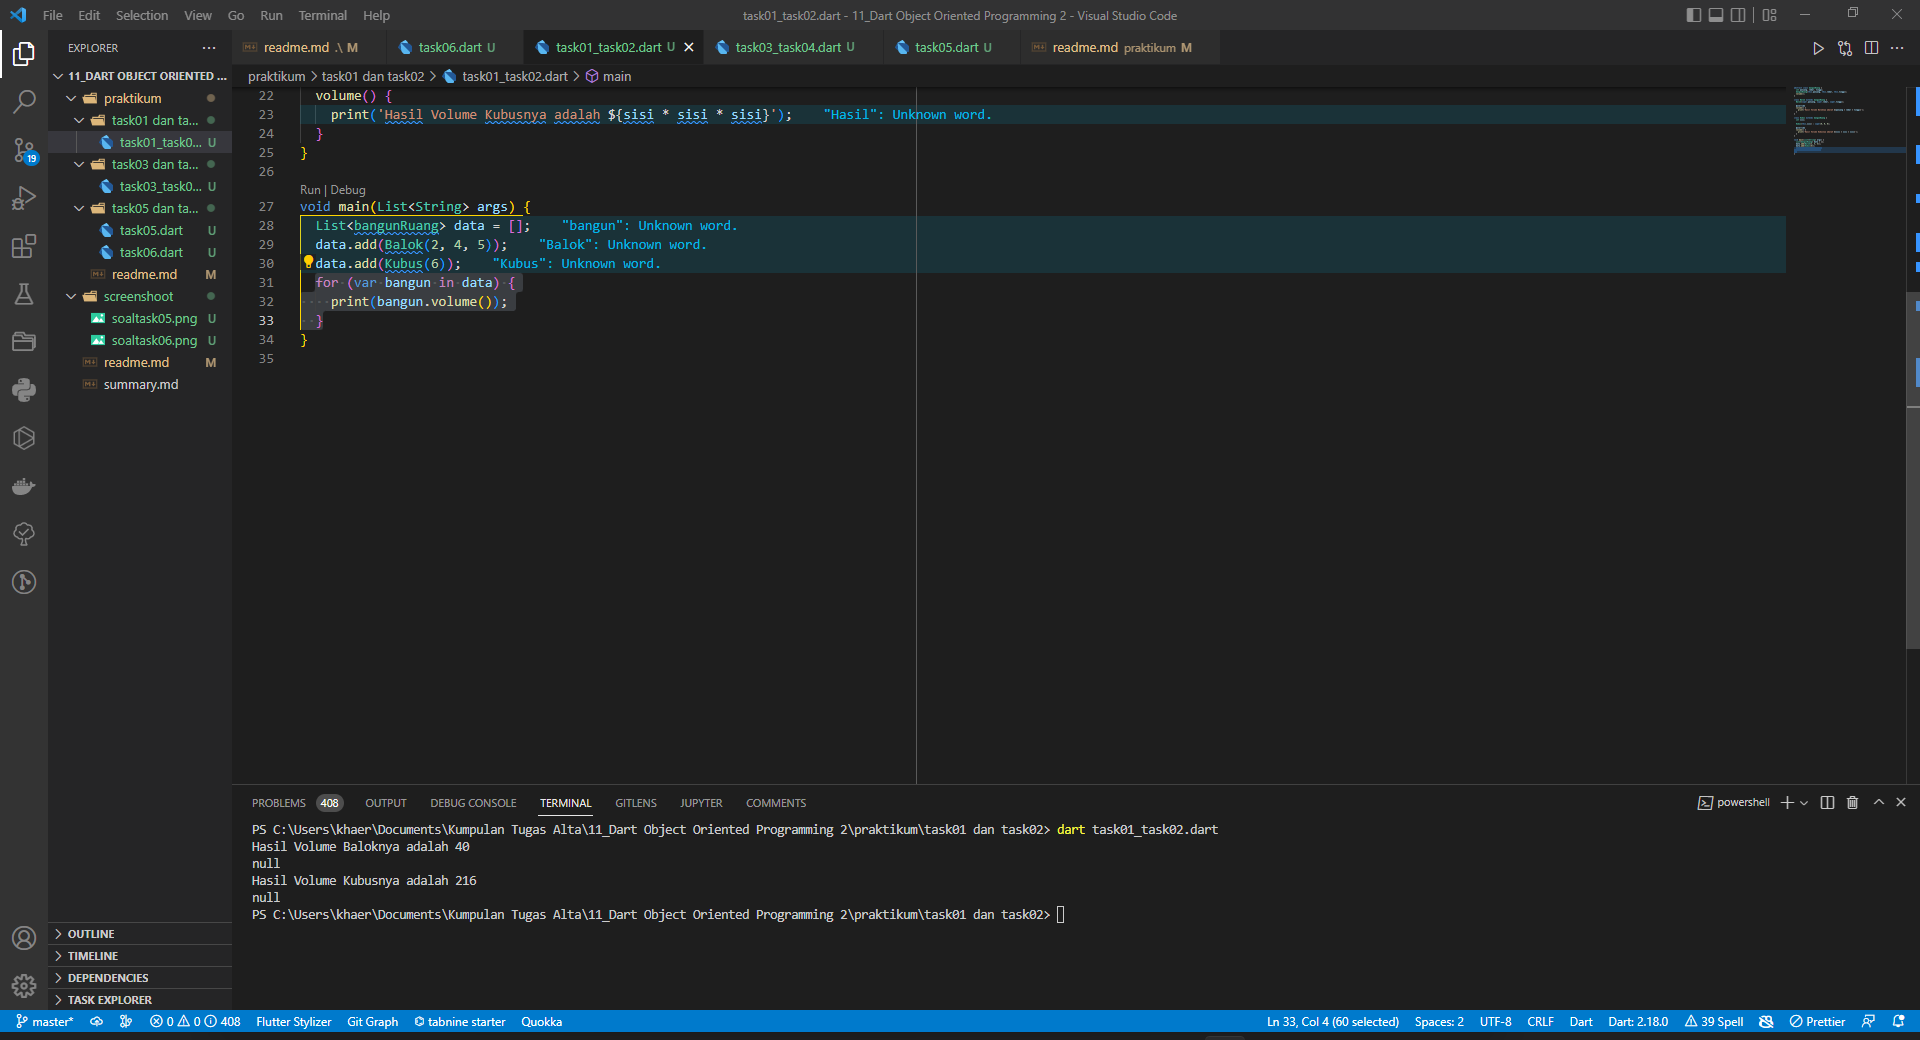 File Edit Selection View Go Run Terminal Help
task01_task02.dart - 11_Dart Object Oriented Programming 2 - Visual Studio Code
EXPLORER
readme.md .\ M
task06.dart U
task01_task02.dart U
task03_task04.dart U
task05.dart U
readme.md praktikum M
11_DART OBJECT ORIENTED ...
praktikum
task01 dan ta...
task01_task0... U
task03 dan ta...
task03_task0... U
task05 dan ta...
task05.dart U
task06.dart U
readme.md M
screenshoot
soaltask05.png U
soaltask06.png U
readme.md M
summary.md
19
OUTLINE
TIMELINE
DEPENDENCIES
TASK EXPLORER
praktikum > task01 dan task02 > task01_task02.dart > main
22 volume() {
23 print('Hasil Volume Kubusnya adalah ${sisi * sisi * sisi}'); "Hasil": Unknown word.
24 }
25 }
26
Run | Debug
27 void main(List<String> args) {
28 List<bangunRuang> data = []; "bangun": Unknown word.
29 data.add(Balok(2, 4, 5)); "Balok": Unknown word.
30 data.add(Kubus(6)); "Kubus": Unknown word.
31 for (var bangun in data) {
32 print(bangun.volume());
33 }
34 }
35
PROBLEMS 408 OUTPUT DEBUG CONSOLE TERMINAL GITLENS JUPYTER COMMENTS
powershell
PS C:\Users\khaer\Documents\Kumpulan Tugas Alta\11_Dart Object Oriented Programming 2\praktikum\task01 dan task02> dart task01_task02.dart
Hasil Volume Baloknya adalah 40
null
Hasil Volume Kubusnya adalah 216
null
PS C:\Users\khaer\Documents\Kumpulan Tugas Alta\11_Dart Object Oriented Programming 2\praktikum\task01 dan task02>
master* 0 0 408 Flutter Stylizer Git Graph tabnine starter Quokka
Ln 33, Col 4 (60 selected) Spaces: 2 UTF-8 CRLF Dart Dart: 2.18.0 39 Spell Prettier